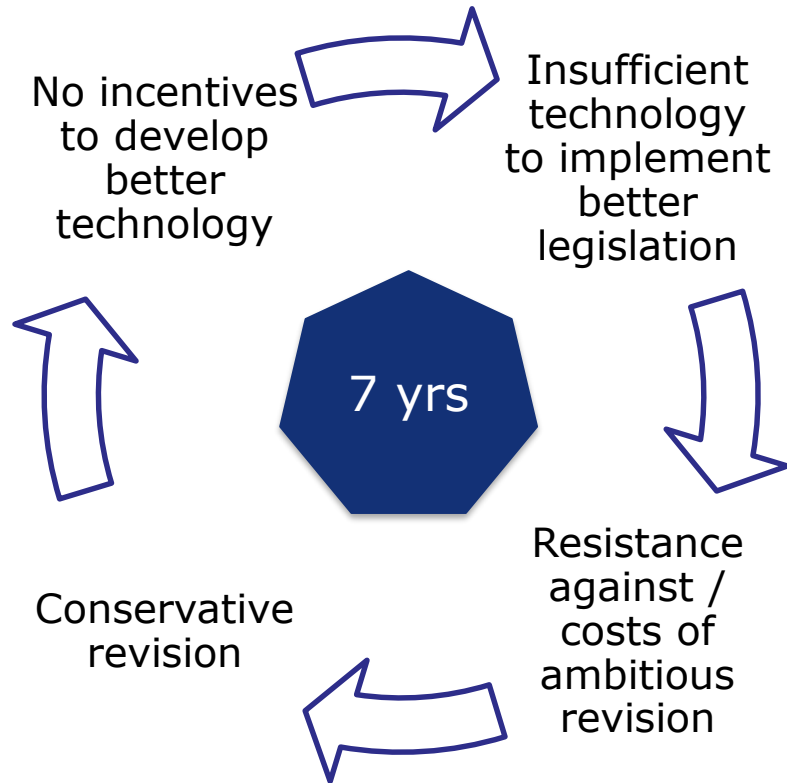 No incentives
to develop
better
technology
Insufficient
technology
to implement
better
legislation
7 yrs
Resistance
against /
costs of
ambitious
revision
Conservative
revision